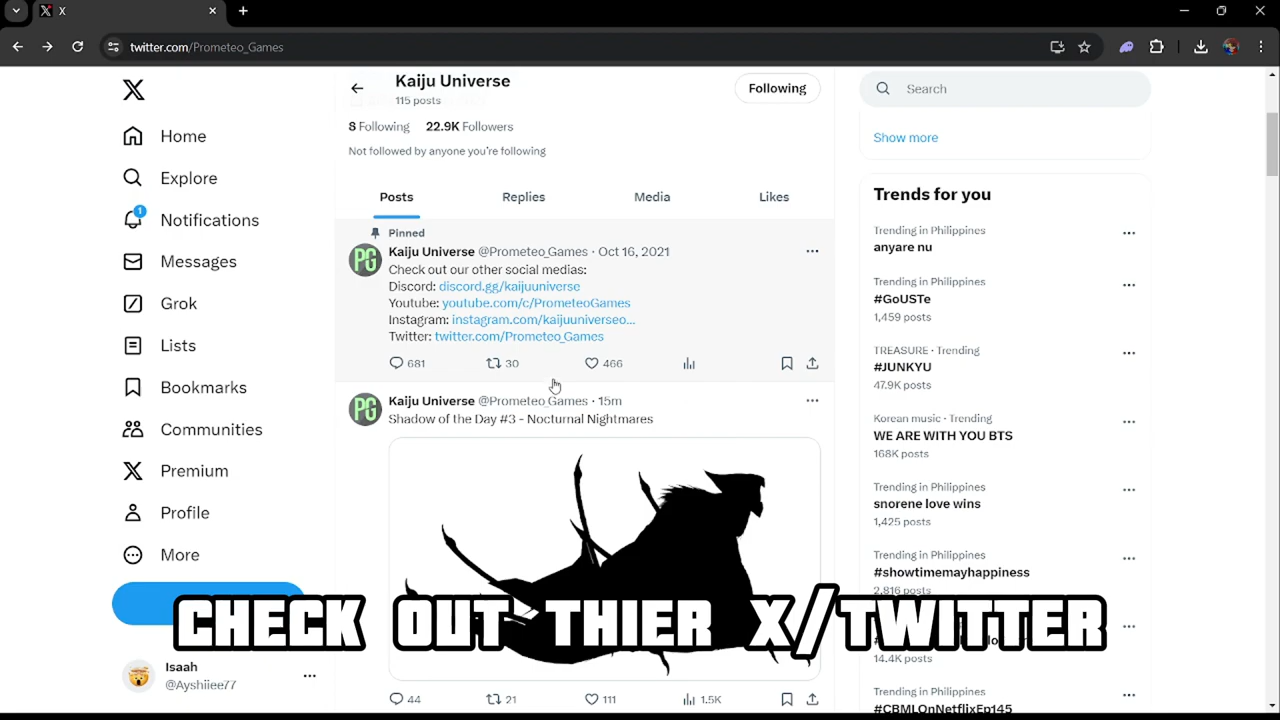 X
twitter.com/Prometeo_Games
Home
Explore
1
Notifications
Messages
Grok
Lists
Bookmarks
Communities
Premium
Profile
More
Isaah
@Ayshiiee77
Kaiju Universe
115 posts
Following
8 Following 22.9K Followers
Not followed by anyone you're following
Posts Replies Media Likes
Pinned
Kaiju Universe @Prometeo_Games · Oct 16, 2021
Check out our other social medias:
Discord: discord.gg/kaijuuniverse
Youtube: youtube.com/c/PrometeoGames
Instagram: instagram.com/kaijuuniverseo...
Twitter: twitter.com/Prometeo_Games
681 30 466
Kaiju Universe @Prometeo_Games · 15m
Shadow of the Day #3 - Nocturnal Nightmares
CHECK OUT THIER X/TWITTER
44 21 111 1.5K
Search
Show more
Trends for you
Trending in Philippines
anyare nu
Trending in Philippines
#GoUSTe
1,459 posts
TREASURE · Trending
#JUNKYU
47.9K posts
Korean music · Trending
WE ARE WITH YOU BTS
168K posts
Trending in Philippines
snorene love wins
1,425 posts
Trending in Philippines
#showtimemayhappiness
2,816 posts
14.4K posts
Trending in Philippines
#CBMLOnNetflixEp145